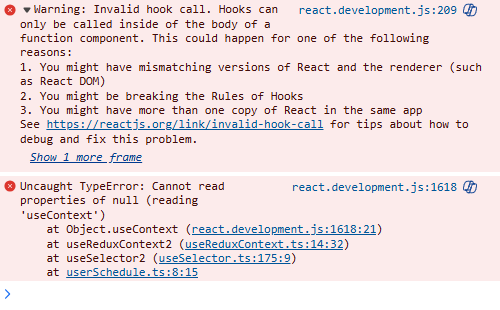 Warning: Invalid hook call. Hooks can react.development.js:209
only be called inside of the body of a
function component. This could happen for one of the following
reasons:
1. You might have mismatching versions of React and the renderer (such
as React DOM)
2. You might be breaking the Rules of Hooks
3. You might have more than one copy of React in the same app
See https://reactjs.org/link/invalid-hook-call for tips about how to
debug and fix this problem.
Show 1 more frame
Uncaught TypeError: Cannot read react.development.js:1618
properties of null (reading
'useContext')
at Object.useContext (react.development.js:1618:21)
at useReduxContext2 (useReduxContext.ts:14:32)
at useSelector2 (useSelector.ts:175:9)
at userSchedule.ts:8:15